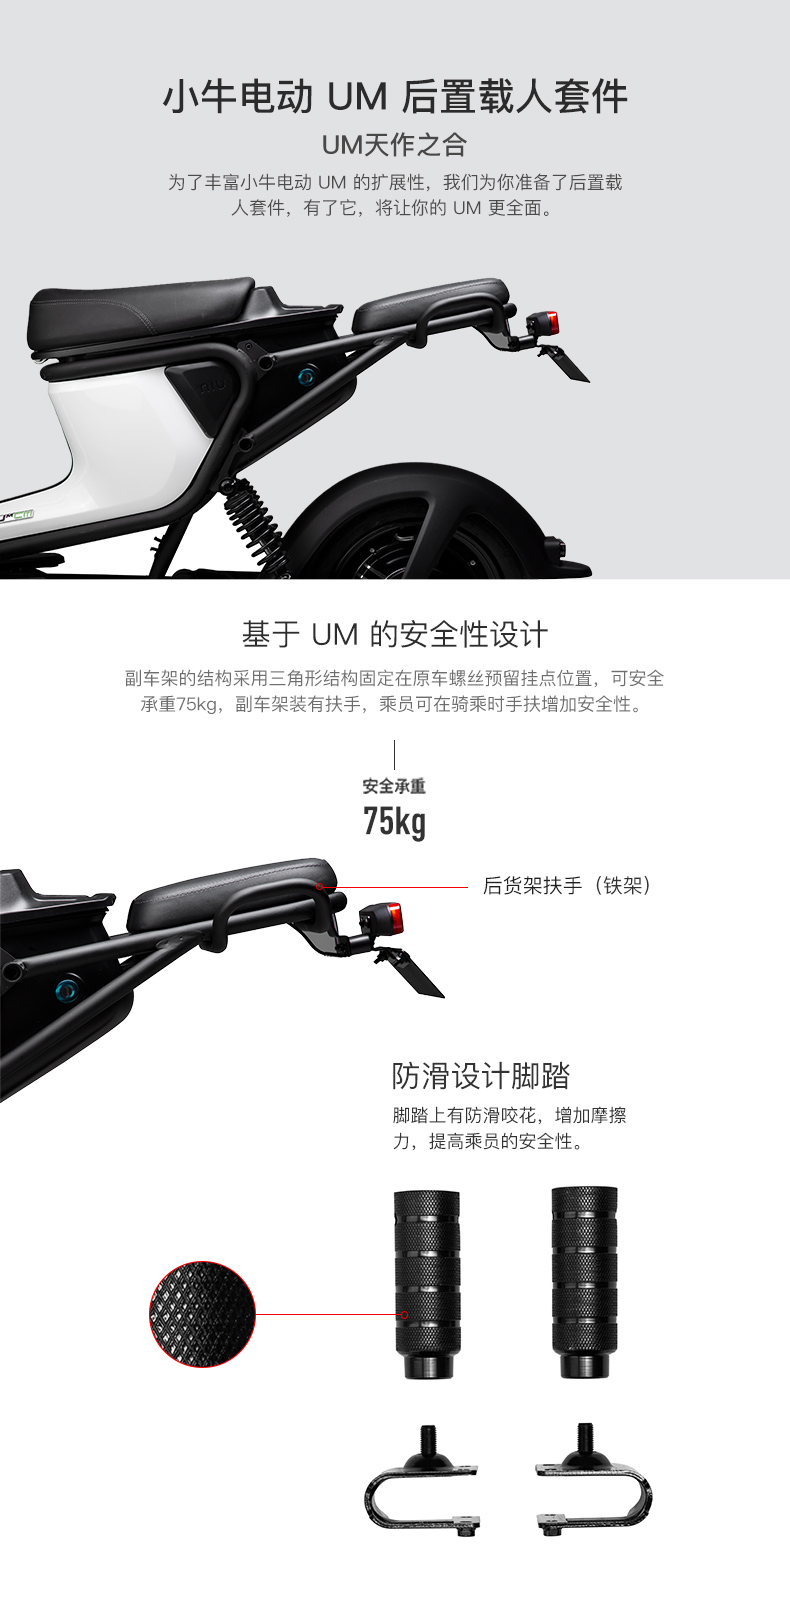 小牛电动 UM 后置载人套件
UM天作之合
为了丰富小牛电动 UM 的扩展性，我们为你准备了后置载
人套件，有了它，将让你的 UM 更全面。
niu
基于 UM 的安全性设计
副车架的结构采用三角形结构固定在原车螺丝预留挂点位置，可安全
承重75kg，副车架装有扶手，乘员可在骑乘时手扶增加安全性。
安全承重
75kg
后货架扶手（铁架）
防滑设计脚踏
脚踏上有防滑咬花，增加摩擦
力，提高乘员的安全性。